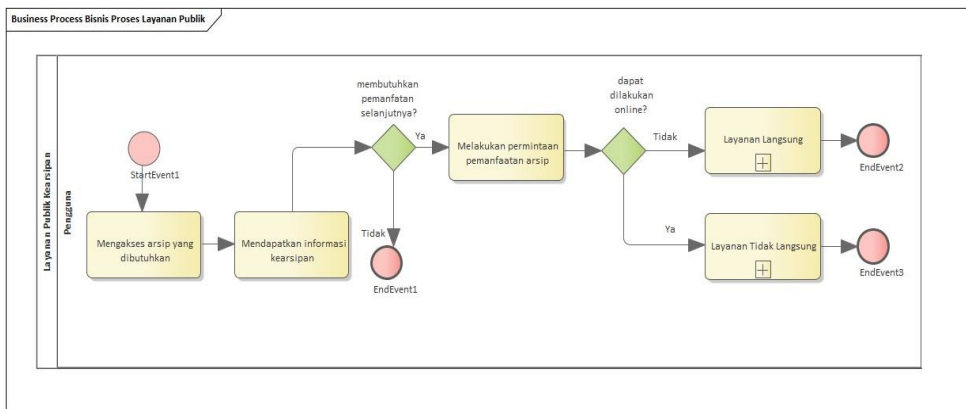 Business Process Bisnis Proses Layanan Publik
Layanan Publik Kearsipan
Pengguna
StartEvent1
Mengakses arsip yang
dibutuhkan
Mendapatkan informasi
kearsipan
membutuhkan
pemanfatan
selanjutnya?
Ya
Tidak
EndEvent1
Melakukan permintaan
pemanfaatan arsip
dapat
dilakukan
online?
Tidak
Layanan Langsung
EndEvent2
Ya
Layanan Tidak Langsung
EndEvent3